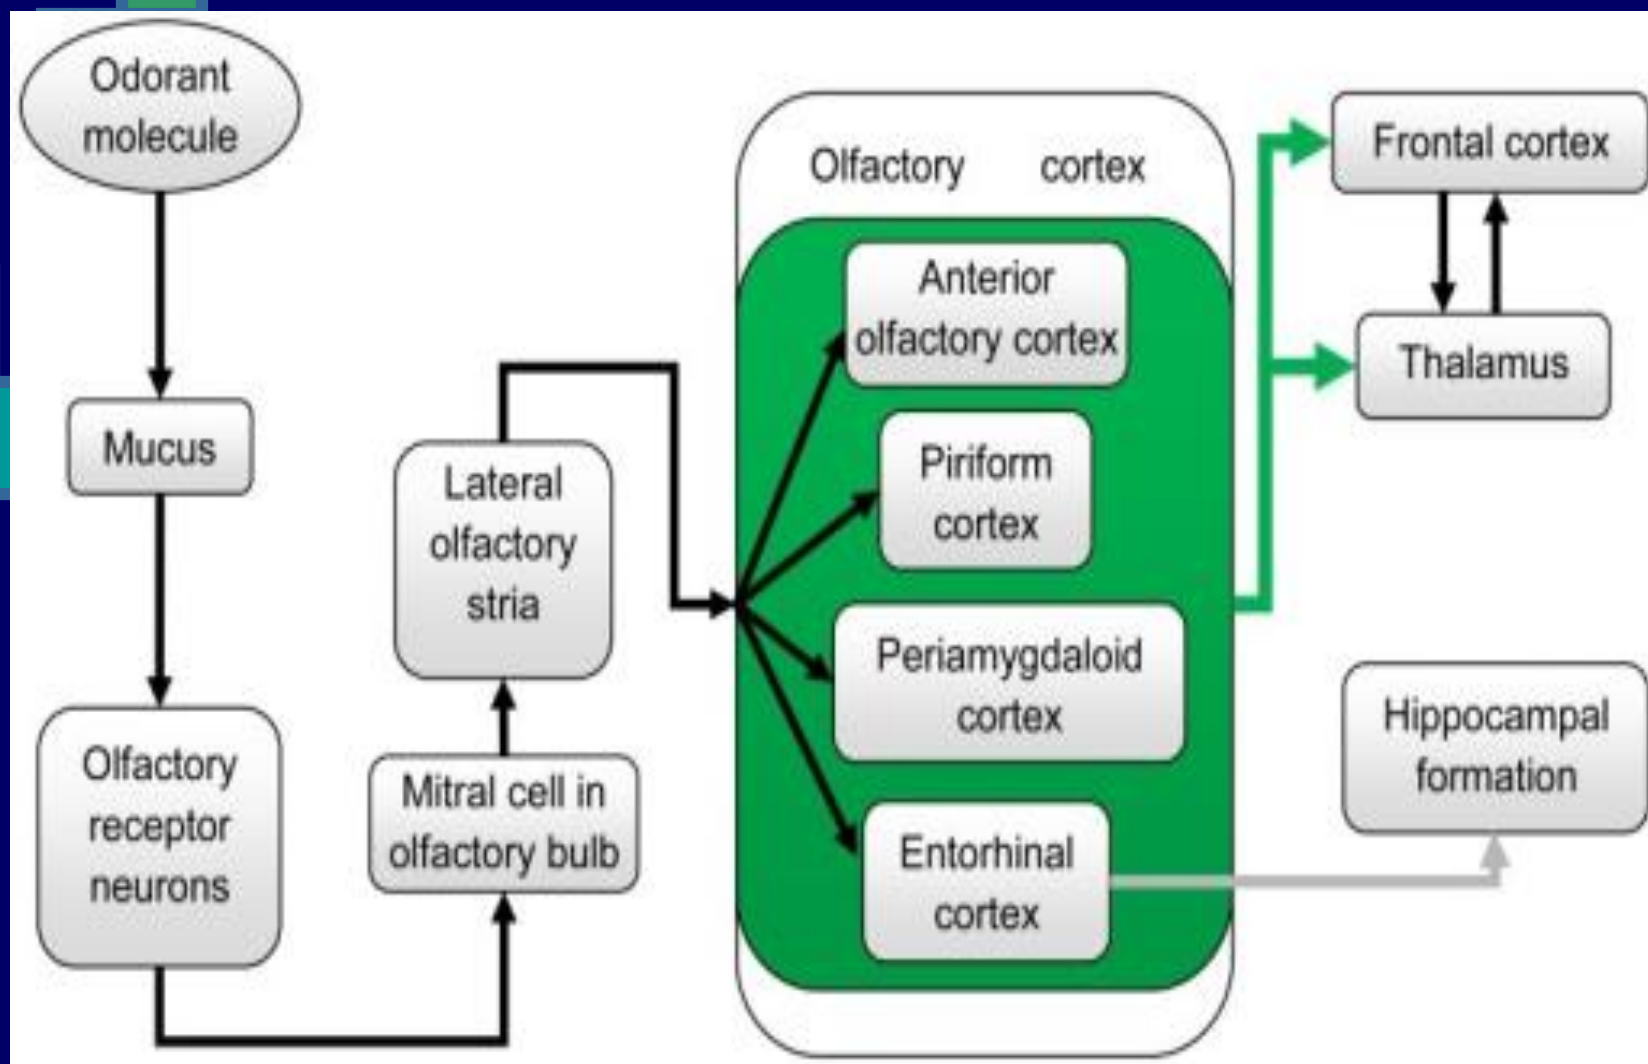 Odorant
molecule
Mucus
Olfactory
receptor
neurons
Mitral cell in
olfactory bulb
Lateral
olfactory
stria
Olfactory cortex
Anterior
olfactory cortex
Piriform
cortex
Periamygdaloid
cortex
Entorhinal
cortex
Frontal cortex
Thalamus
Hippocampal
formation